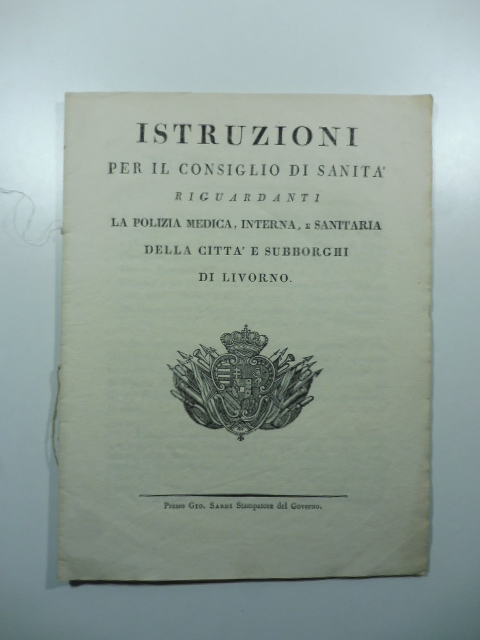 ISTRUZIONI
PER IL CONSIGLIO DI SANITA'
RIGUARDANTI
LA POLIZIA MEDICA, INTERNA, E SANITARIA
DELLA CITTA' E SUBBORGHI
DI LIVORNO.
Presso GIO. SARDI Stampatore del Governo.